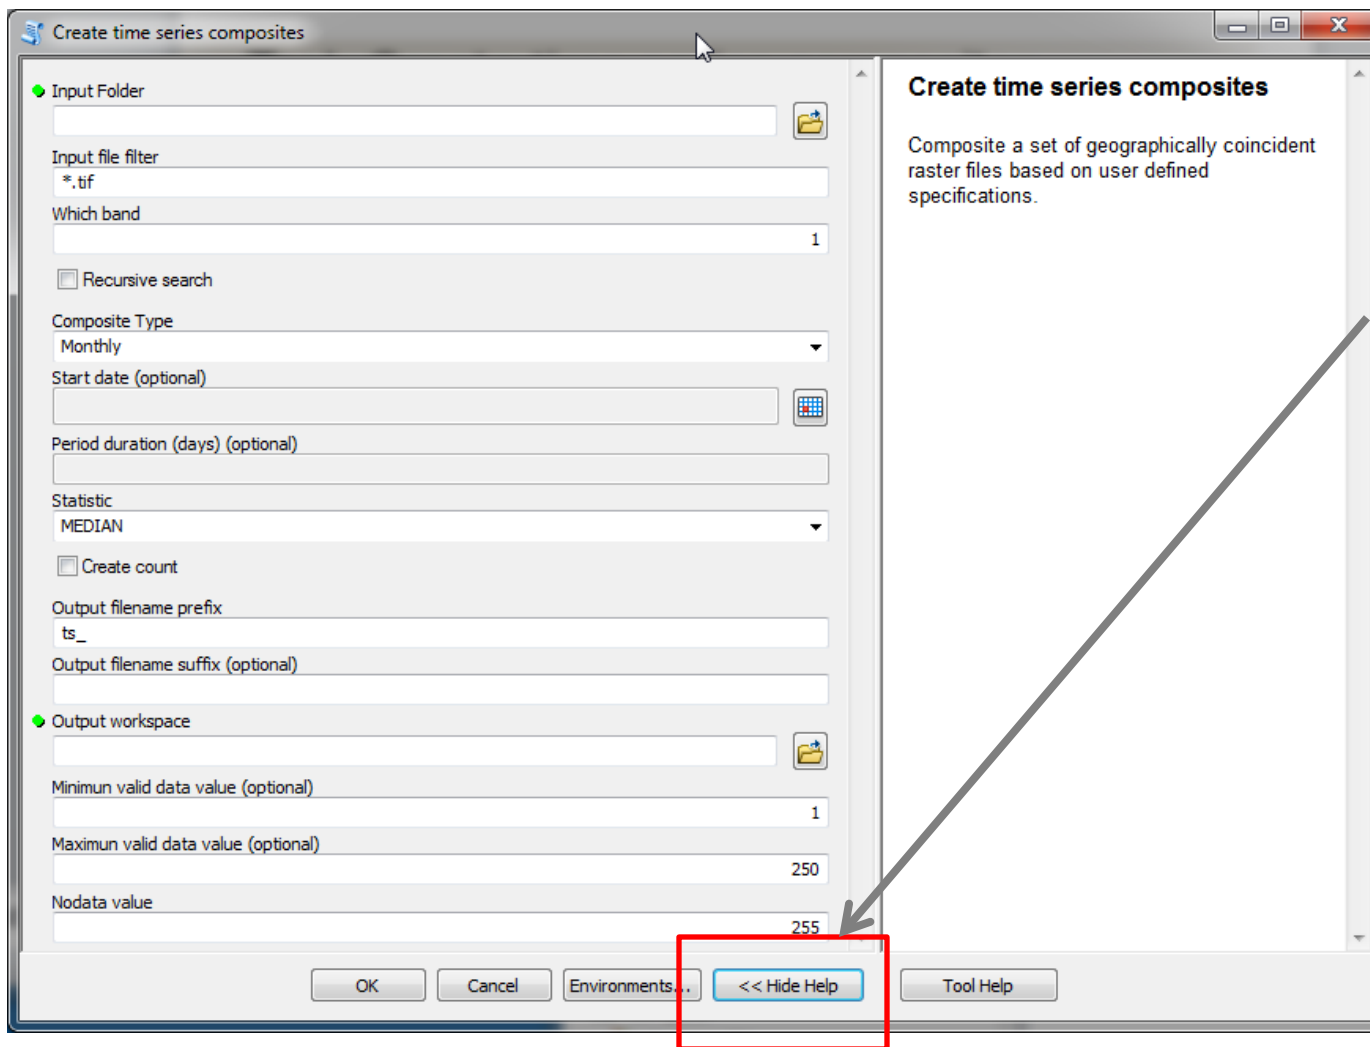 Create time series composites
Input Folder
Input file filter
*.tif
Which band
1
Recursive search
Composite Type
Monthly
Start date (optional)
Period duration (days) (optional)
Statistic
MEDIAN
Create count
Output filename prefix
ts_
Output filename suffix (optional)
Output workspace
Minimun valid data value (optional)
1
Maximun valid data value (optional)
250
Nodata value
255
Create time series composites
Composite a set of geographically coincident
raster files based on user defined
specifications.
OK
Cancel
Environments...
<< Hide Help
Tool Help